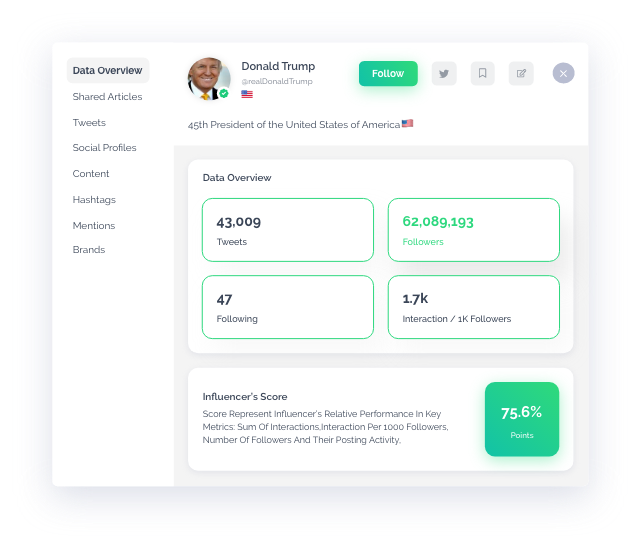 Data Overview
Shared Articles
Tweets
Social Profiles
Content
Hashtags
Mentions
Brands
Donald Trump
@realDonaldTrump
Follow
45th President of the United States of America
Data Overview
43,009
Tweets
62,089,193
Followers
47
Following
1.7k
Interaction / 1K Followers
Influencer's Score
Score Represent Influencer's Relative Performance In Key
Metrics: Sum Of Interactions,Interaction Per 1000 Followers,
Number Of Followers And Their Posting Activity,
75.6%
Points